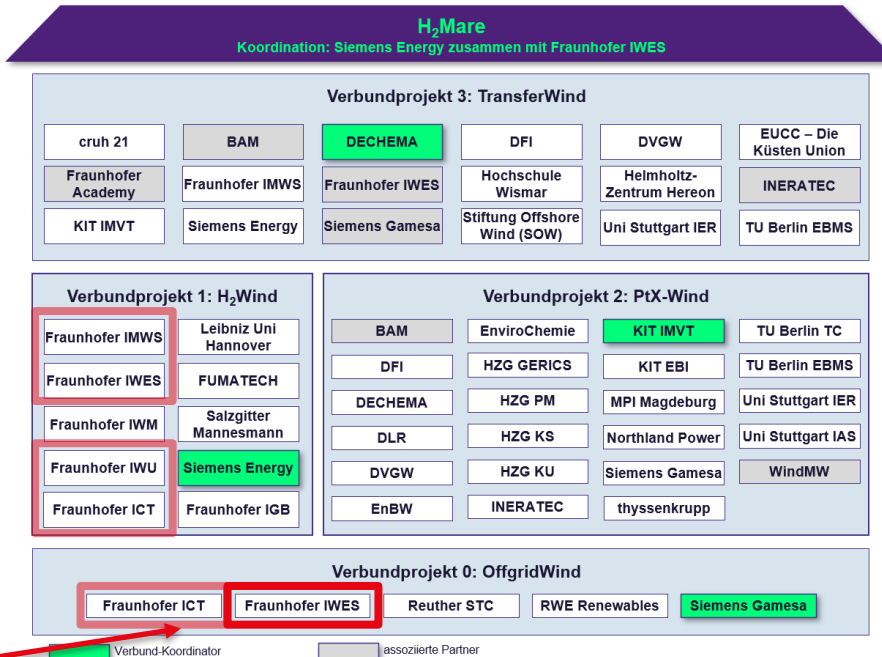 H₂Mare
Koordination: Siemens Energy zusammen mit Fraunhofer IWES
Verbundprojekt 3: TransferWind
cruh 21
BAM
DECHEMA
DFI
DVGW
EUCC – Die
Küsten Union
Fraunhofer
Academy
Fraunhofer IMWS
Fraunhofer IWES
Hochschule
Wismar
Helmholtz-
Zentrum Hereon
INERATEC
KIT IMVT
Siemens Energy
Siemens Gamesa
Stiftung Offshore
Wind (SOW)
Uni Stuttgart IER
TU Berlin EBMS
Verbundprojekt 1: H₂Wind
Fraunhofer IMWS
Leibniz Uni
Hannover
Fraunhofer IWES
FUMATECH
Fraunhofer IWM
Salzgitter
Mannesmann
Fraunhofer IWU
Siemens Energy
Fraunhofer ICT
Fraunhofer IGB
Verbundprojekt 2: PtX-Wind
BAM
EnviroChemie
KIT IMVT
TU Berlin TC
DFI
HZG GERICS
KIT EBI
TU Berlin EBMS
DECHEMA
HZG PM
MPI Magdeburg
Uni Stuttgart IER
DLR
HZG KS
Northland Power
Uni Stuttgart IAS
DVGW
HZG KU
Siemens Gamesa
WindMW
EnBW
INERATEC
thyssenkrupp
Verbundprojekt 0: OffgridWind
Fraunhofer ICT
Fraunhofer IWES
Reuther STC
RWE Renewables
Siemens Gamesa
Verbund-Koordinator
assoziierte Partner